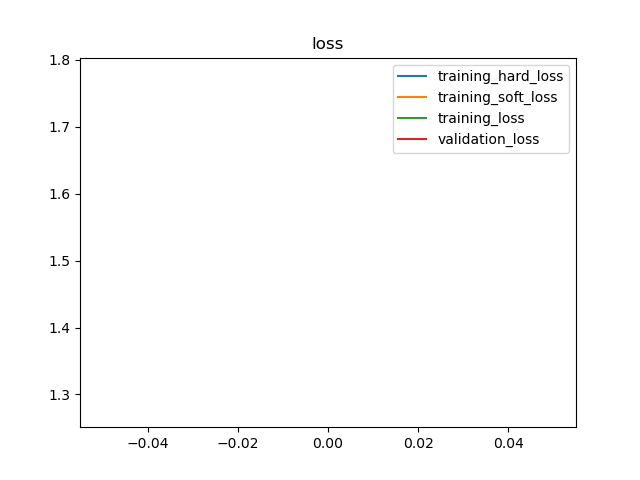 loss
training_hard_loss
training_soft_loss
training_loss
validation_loss
1.8
1.7
1.6
1.5
1.4
1.3
−0.04 −0.02 0.00 0.02 0.04